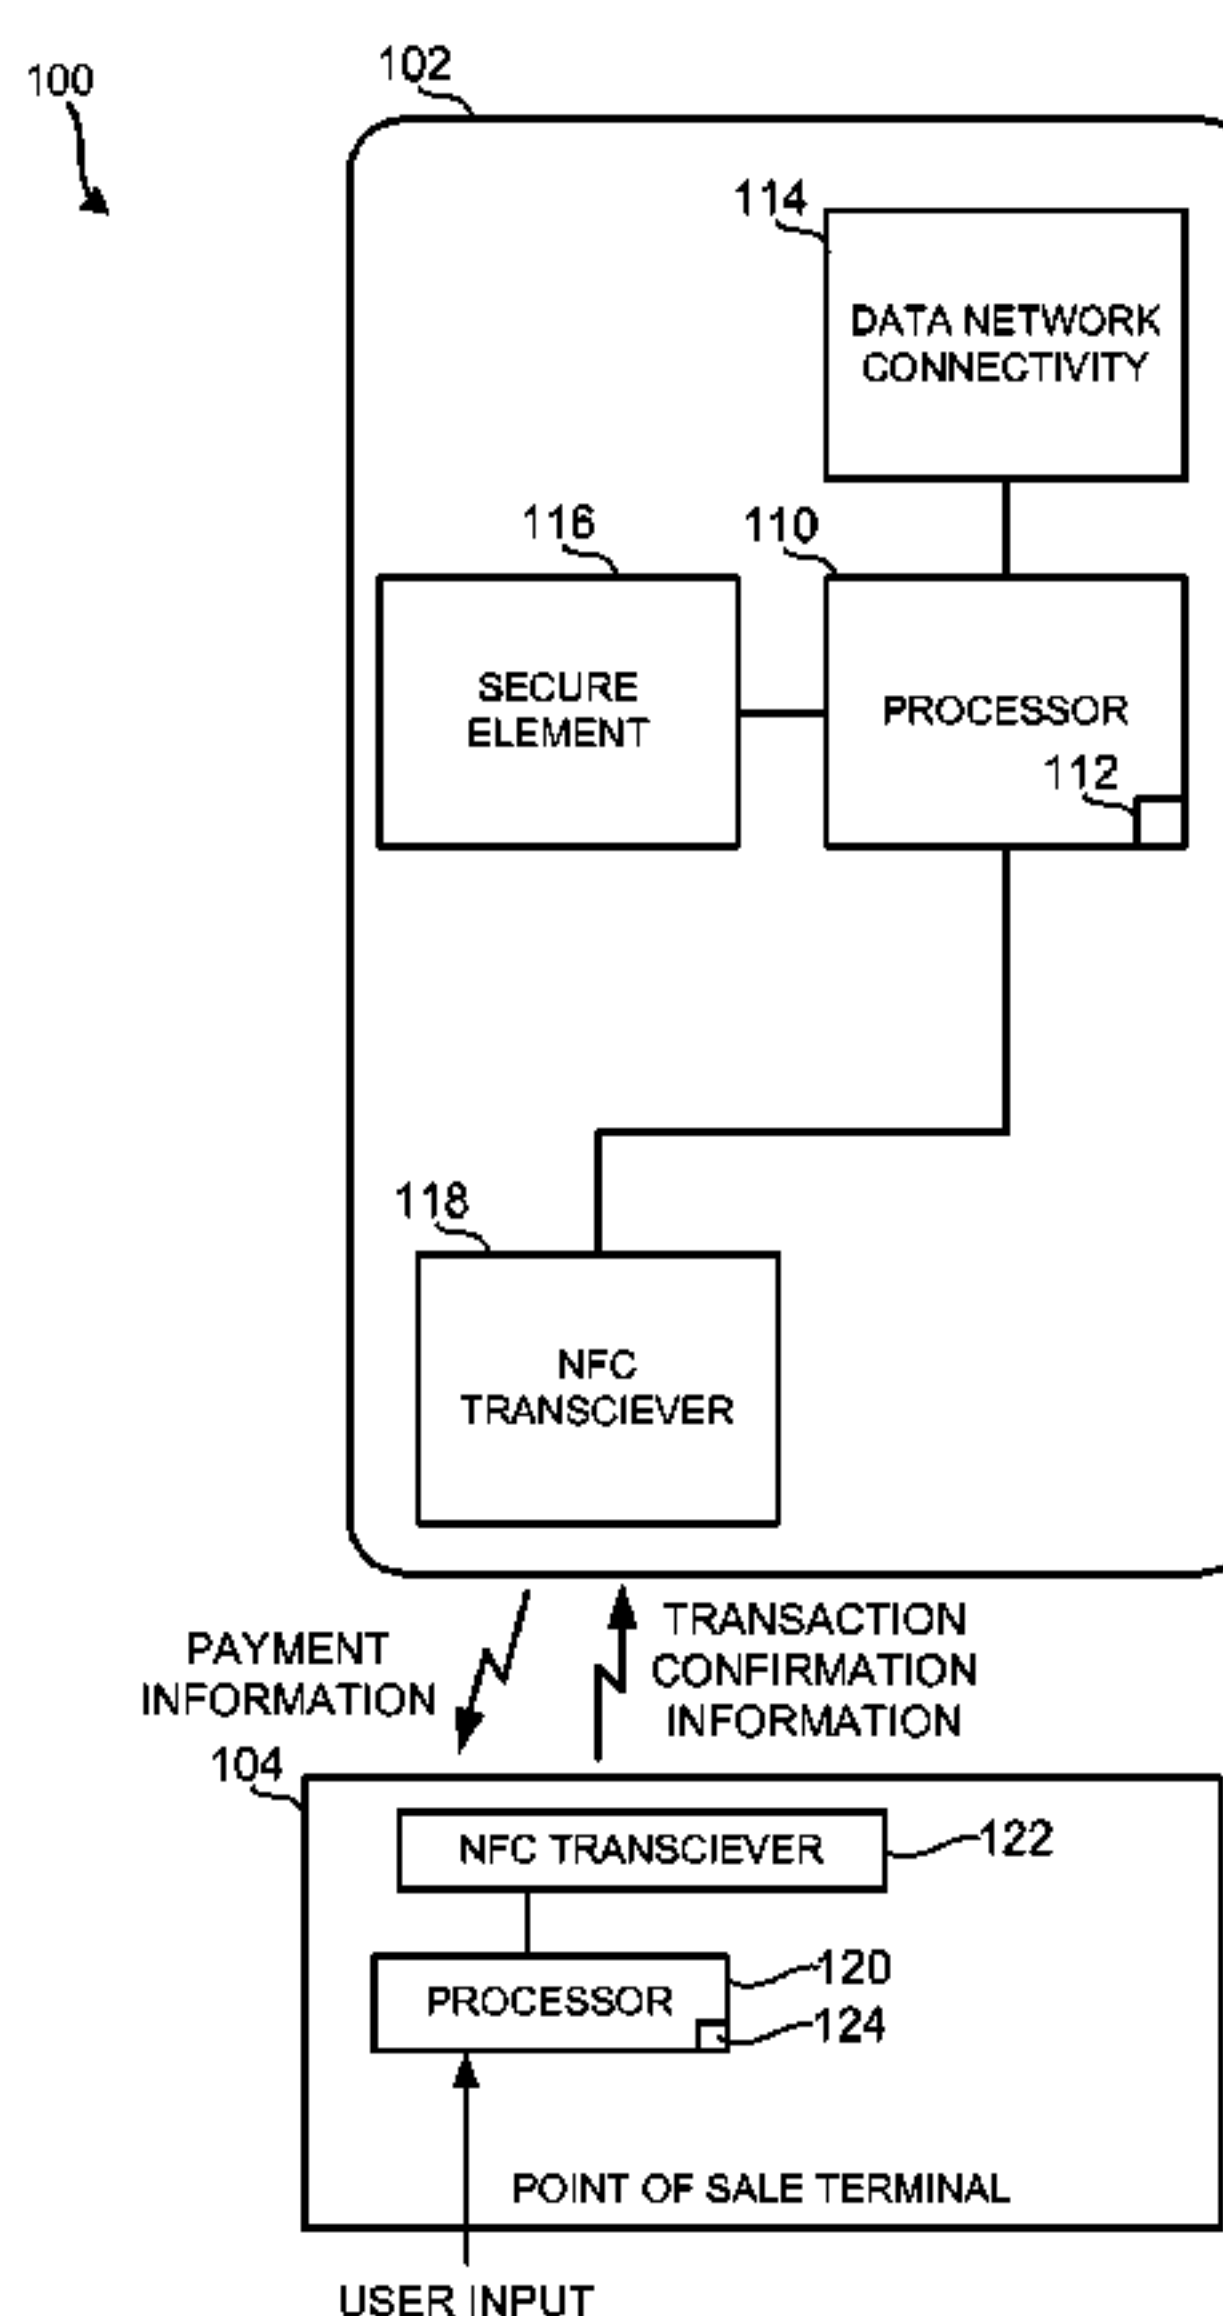 100
102
114
DATA NETWORK
CONNECTIVITY
116
110
SECURE
ELEMENT
PROCESSOR
112
118
NFC
TRANSCIEVER
PAYMENT
INFORMATION
TRANSACTION
CONFIRMATION
INFORMATION
104
NFC TRANSCIEVER
122
PROCESSOR
120
124
POINT OF SALE TERMINAL
USER INPUT